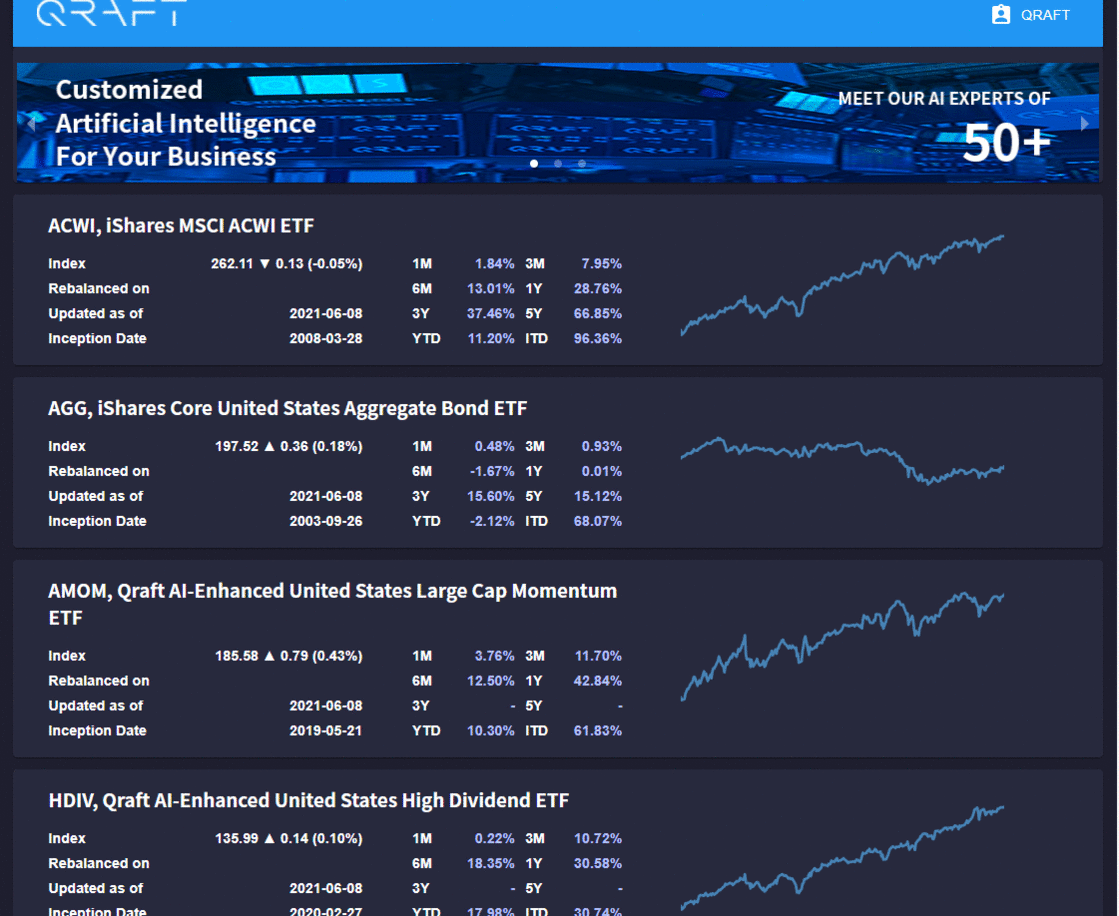 QRAFT
QRAFT
Customized
Artificial Intelligence
For Your Business
MEET OUR AI EXPERTS OF
50+
ACWI, iShares MSCI ACWI ETF
Index 262.11 ▼ 0.13 (-0.05%) 1M 1.84% 3M 7.95%
Rebalanced on 6M 13.01% 1Y 28.76%
Updated as of 2021-06-08 3Y 37.46% 5Y 66.85%
Inception Date 2008-03-28 YTD 11.20% ITD 96.36%
AGG, iShares Core United States Aggregate Bond ETF
Index 197.52 ▲ 0.36 (0.18%) 1M 0.48% 3M 0.93%
Rebalanced on 6M -1.67% 1Y 0.01%
Updated as of 2021-06-08 3Y 15.60% 5Y 15.12%
Inception Date 2003-09-26 YTD -2.12% ITD 68.07%
AMOM, Qraft AI-Enhanced United States Large Cap Momentum
ETF
Index 185.58 ▲ 0.79 (0.43%) 1M 3.76% 3M 11.70%
Rebalanced on 6M 12.50% 1Y 42.84%
Updated as of 2021-06-08 3Y - 5Y -
Inception Date 2019-05-21 YTD 10.30% ITD 61.83%
HDIV, Qraft AI-Enhanced United States High Dividend ETF
Index 135.99 ▲ 0.14 (0.10%) 1M 0.22% 3M 10.72%
Rebalanced on 6M 18.35% 1Y 30.58%
Updated as of 2021-06-08 3Y - 5Y -
Inception Date 2020-02-27 YTD 17.98% ITD 30.74%